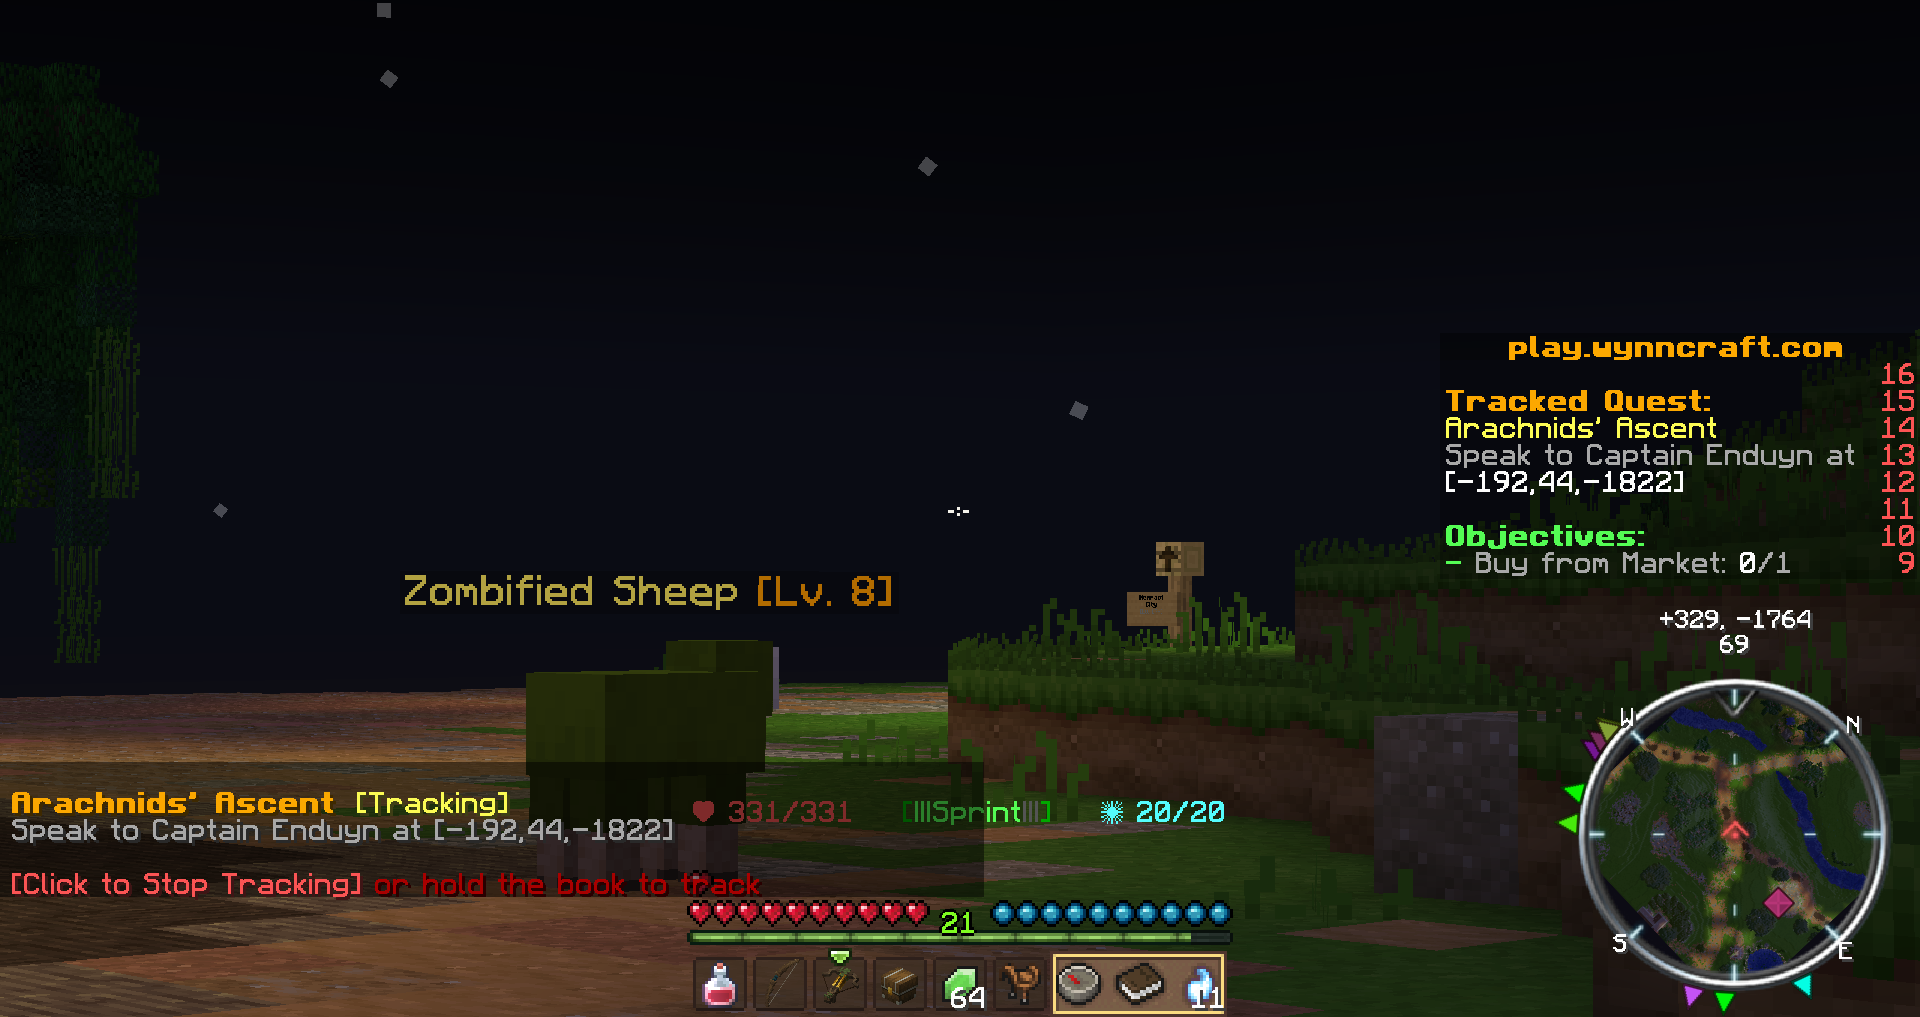 play.wynncraft.com
16
Tracked Quest: 15
Arachnids' Ascent 14
Speak to Captain Enduyn at 13
[-192,44,-1822] 12
11
Objectives: 10
- Buy from Market: 0/1 9
Zombified Sheep [Lv. 8]
City
+329, -1764
69
W
N
S
E
Arachnids' Ascent [Tracking]
Speak to Captain Enduyn at [-192,44,-1822]
[Click to Stop Tracking] or hold the book to track
331/331 [|||Sprint|||] 20/20
21
64
11